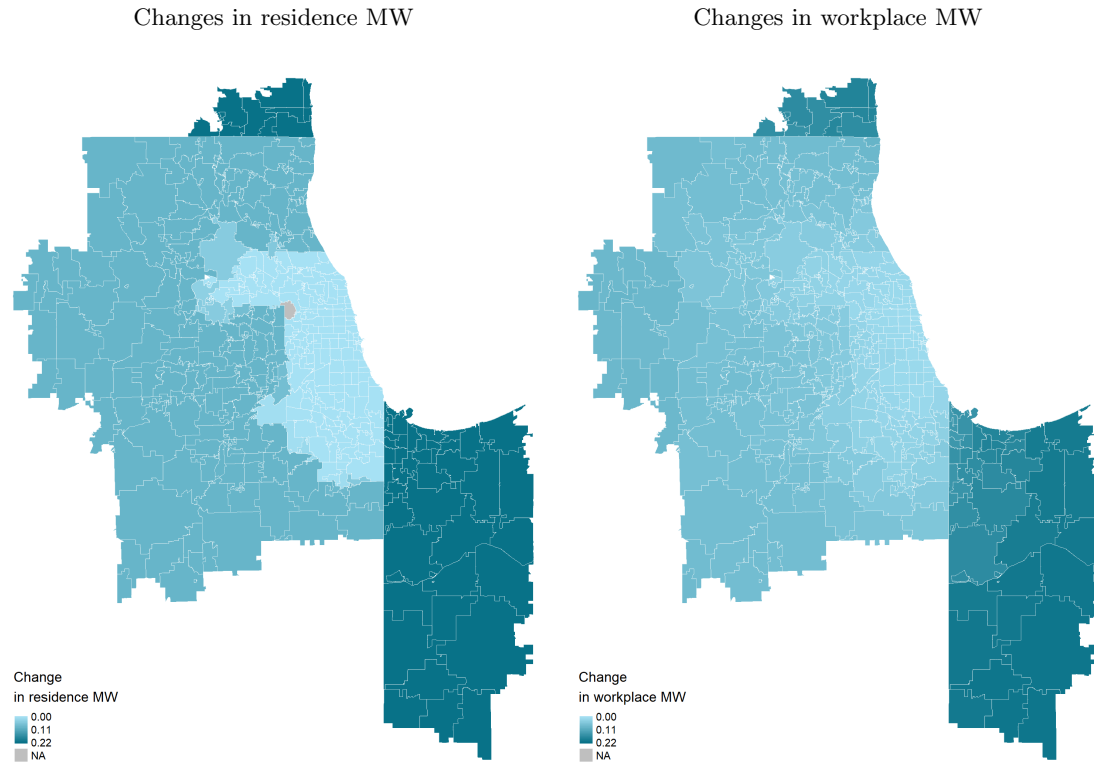 Changes in residence MW
Changes in workplace MW
Change
in residence MW
0.00
0.11
0.22
NA
Change
in workplace MW
0.00
0.11
0.22
NA